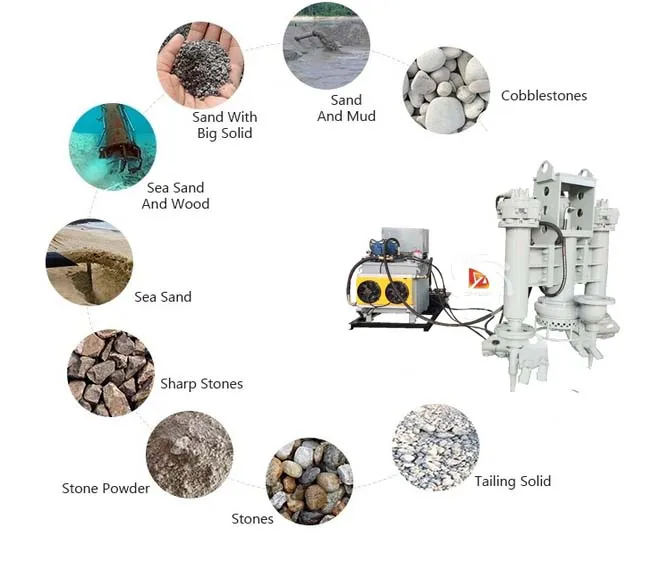 Sand With
Big Solid
Sand
And Mud
Cobblestones
Sea Sand
And Wood
Sea Sand
Sharp Stones
Stone Powder
Stones
Tailing Solid